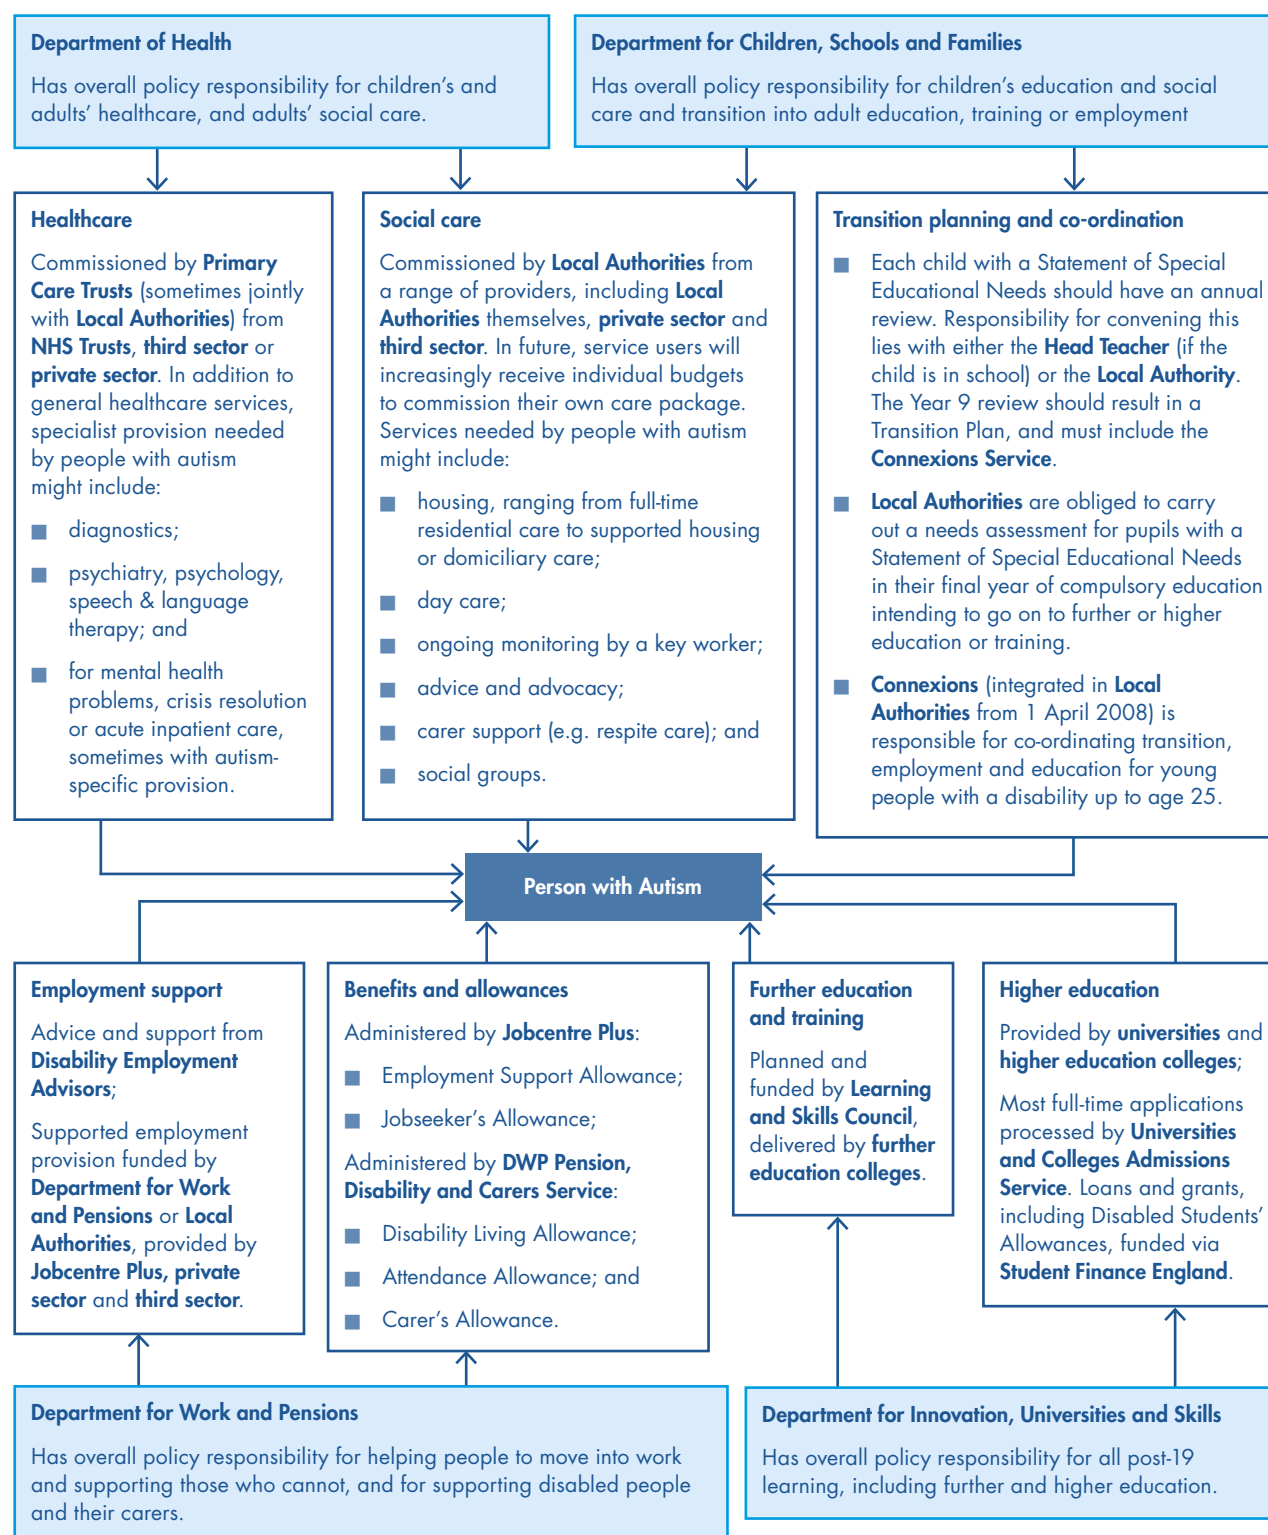 Department of Health
Has overall policy responsibility for children's and
adults' healthcare, and adults' social care.
Department for Children, Schools and Families
Has overall policy responsibility for children's education and social
care and transition into adult education, training or employment
Healthcare
Commissioned by Primary
Care Trusts (sometimes jointly
with Local Authorities) from
NHS Trusts, third sector or
private sector. In addition to
general healthcare services,
specialist provision needed
by people with autism
might include:
■ diagnostics;
■ psychiatry, psychology,
speech & language
therapy; and
■ for mental health
problems, crisis resolution
or acute inpatient care,
sometimes with autism-
specific provision.
Social care
Commissioned by Local Authorities from
a range of providers, including Local
Authorities themselves, private sector and
third sector. In future, service users will
increasingly receive individual budgets
to commission their own care package.
Services needed by people with autism
might include:
■ housing, ranging from full-time
residential care to supported housing
or domiciliary care;
■ day care;
■ ongoing monitoring by a key worker;
■ advice and advocacy;
■ carer support (e.g. respite care); and
■ social groups.
Transition planning and co-ordination
■ Each child with a Statement of Special
Educational Needs should have an annual
review. Responsibility for convening this
lies with either the Head Teacher (if the
child is in school) or the Local Authority.
The Year 9 review should result in a
Transition Plan, and must include the
Connexions Service.
■ Local Authorities are obliged to carry
out a needs assessment for pupils with a
Statement of Special Educational Needs
in their final year of compulsory education
intending to go on to further or higher
education or training.
■ Connexions (integrated in Local
Authorities from 1 April 2008) is
responsible for co-ordinating transition,
employment and education for young
people with a disability up to age 25.
Person with Autism
Employment support
Advice and support from
Disability Employment
Advisors;
Supported employment
provision funded by
Department for Work
and Pensions or Local
Authorities, provided by
Jobcentre Plus, private
sector and third sector.
Benefits and allowances
Administered by Jobcentre Plus:
■ Employment Support Allowance;
■ Jobseeker's Allowance;
Administered by DWP Pension,
Disability and Carers Service:
■ Disability Living Allowance;
■ Attendance Allowance; and
■ Carer's Allowance.
Further education
and training
Planned and
funded by Learning
and Skills Council,
delivered by further
education colleges.
Higher education
Provided by universities and
higher education colleges;
Most full-time applications
processed by Universities
and Colleges Admissions
Service. Loans and grants,
including Disabled Students'
Allowances, funded via
Student Finance England.
Department for Work and Pensions
Has overall policy responsibility for helping people to move into work
and supporting those who cannot, and for supporting disabled people
and their carers.
Department for Innovation, Universities and Skills
Has overall policy responsibility for all post-19
learning, including further and higher education.